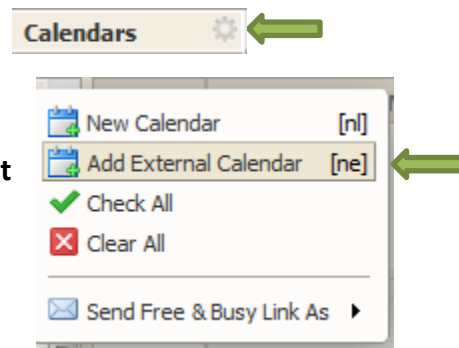 Calendars
New Calendar [nl]
t Add External Calendar [ne]
Check All
Clear All
Send Free & Busy Link As